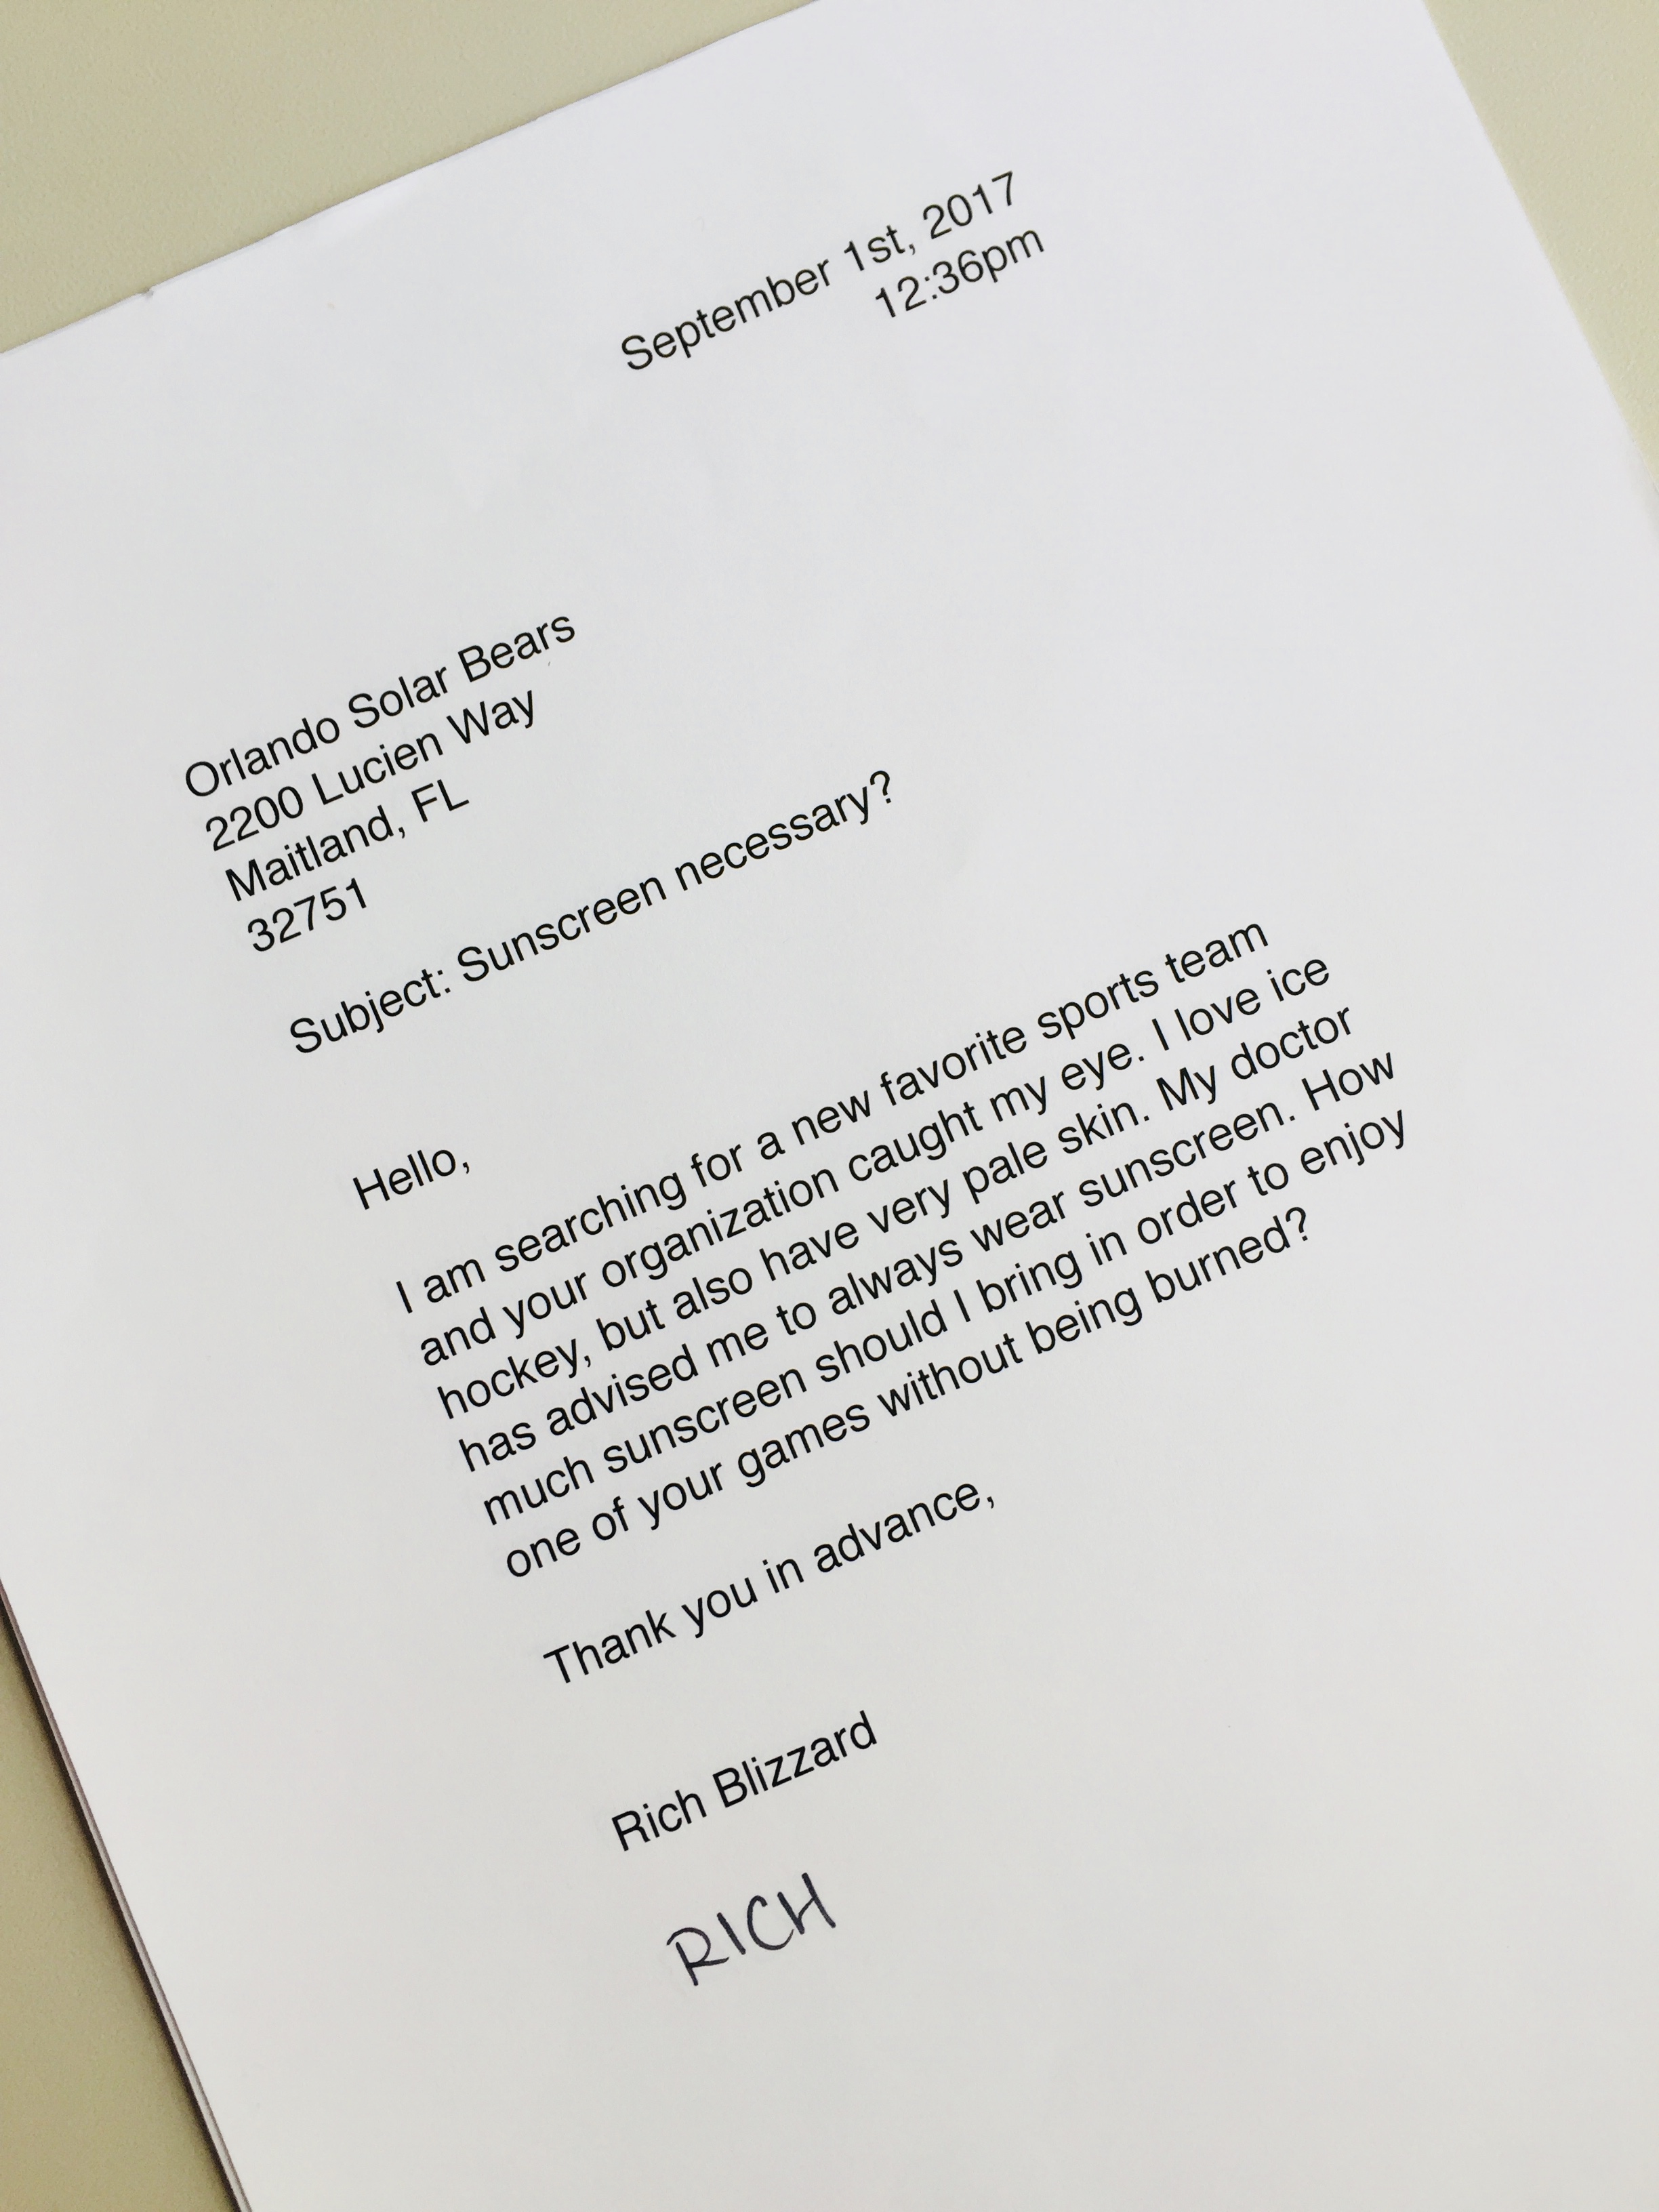 September 1st, 2017
12:36pm
Orlando Solar Bears
2200 Lucien Way
Maitland, FL
32751
Subject: Sunscreen necessary?
Hello,
I am searching for a new favorite sports team
and your organization caught my eye. I love ice
hockey, but also have very pale skin. My doctor
has advised me to always wear sunscreen. How
much sunscreen should I bring in order to enjoy
one of your games without being burned?
Thank you in advance,
Rich Blizzard
RICH